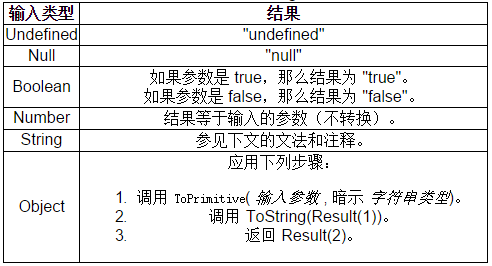 输入类型 结果
Undefined "undefined"
Null "null"
Boolean 如果参数是 true，那么结果为 "true"。
如果参数是 false，那么结果为 "false"。
Number 结果等于输入的参数（不转换）。
String 参见下文的文法和注释。
Object 应用下列步骤：
1. 调用 ToPrimitive( 输入参数 , 暗示 字符串类型)。
2. 调用 ToString(Result(1))。
3. 返回 Result(2)。